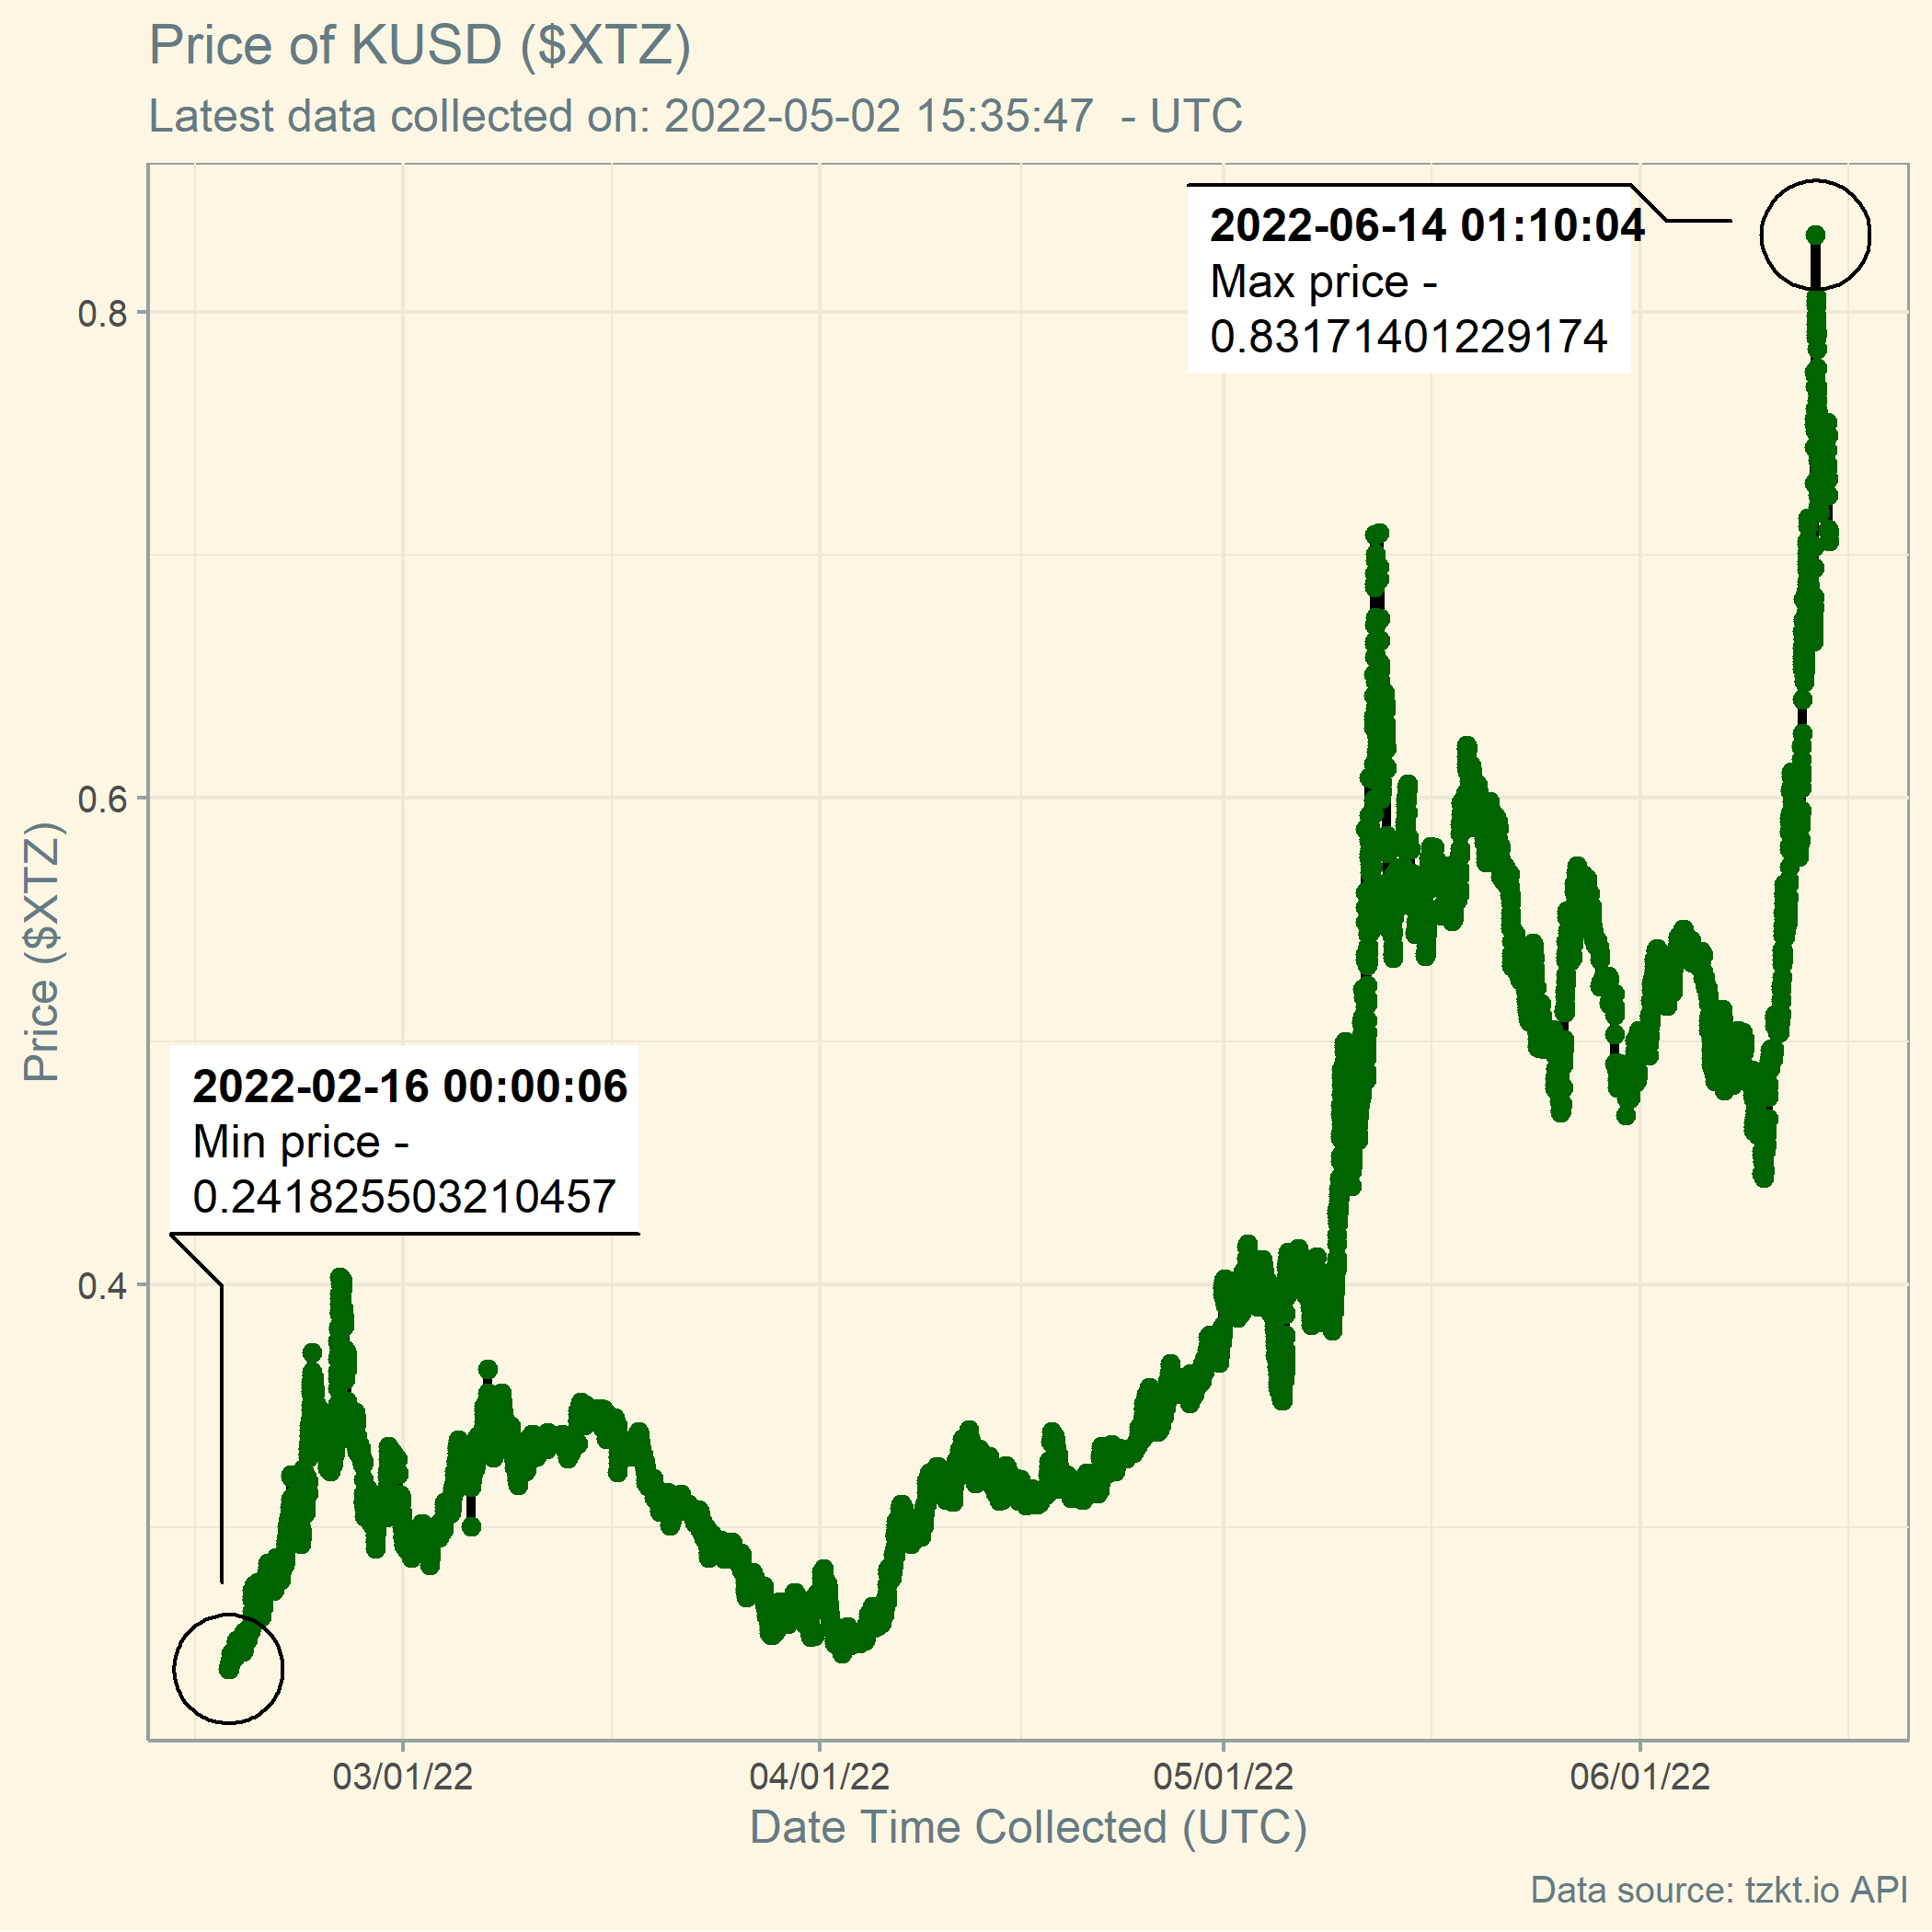 Price of KUSD ($XTZ)
Latest data collected on: 2022-05-02 15:35:47  - UTC
2022-06-14 01:10:04
Max price -
0.83171401229174
0.8
0.6
0.4
Price ($XTZ)
2022-02-16 00:00:06
Min price -
0.241825503210457
03/01/22
04/01/22
05/01/22
06/01/22
Date Time Collected (UTC)
Data source: tzkt.io API